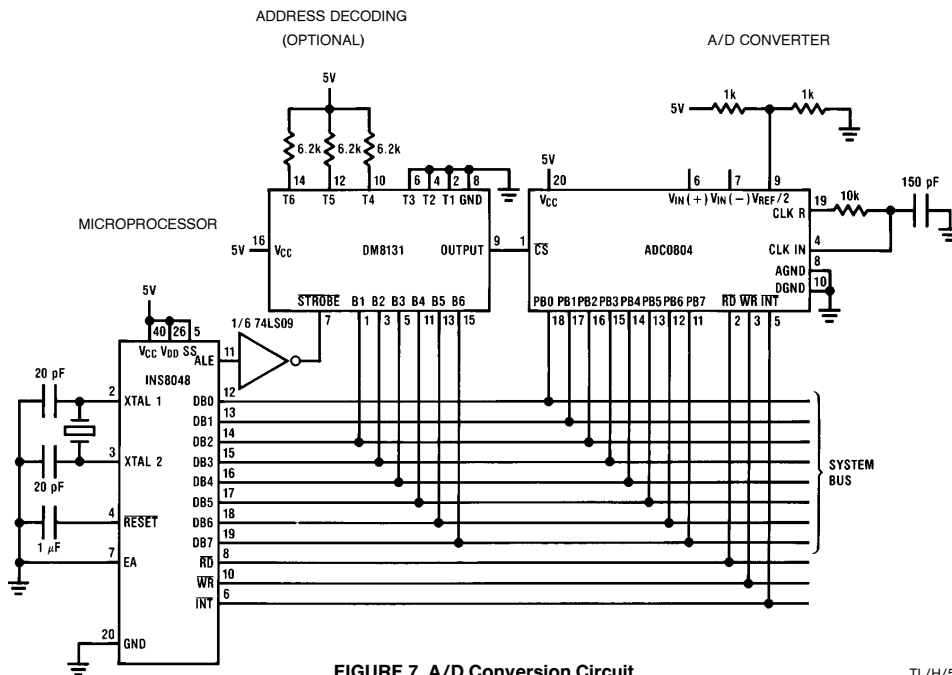 ADDRESS DECODING
(OPTIONAL)
A/D CONVERTER
5V
6.2k 6.2k 6.2k
14 12 10 6 4 2 8
T6 T5 T4 T3 T2 T1 GND
5V 16 VCC DM8131 OUTPUT 9
STROBE B1 B2 B3 B4 B5 B6
7 1 3 5 11 13 15
5V 1k 1k
5V
20 6 7 9
VCC VIN(+) VIN(-) VREF/2
19 10k 150 pF
CLK R
1 CS ADC0804 CLK IN 4
AGND 8
DGND 10
PB0 PB1 PB2 PB3 PB4 PB5 PB6 PB7 RD WR INT
18 17 16 15 14 13 12 11 2 3 5
MICROPROCESSOR
5V
40 26 5
VCC VDD SS
1/6 74LS09
ALE 11
INS8048
20 pF
2 XTAL 1
3 XTAL 2
20 pF
4 RESET
1 μF
7 EA
20 GND
DB0 12
DB1 13
DB2 14
DB3 15
DB4 16
DB5 17
DB6 18
DB7 19
RD 8
WR 10
INT 6
SYSTEM
BUS
FIGURE 7. A/D Conversion Circuit